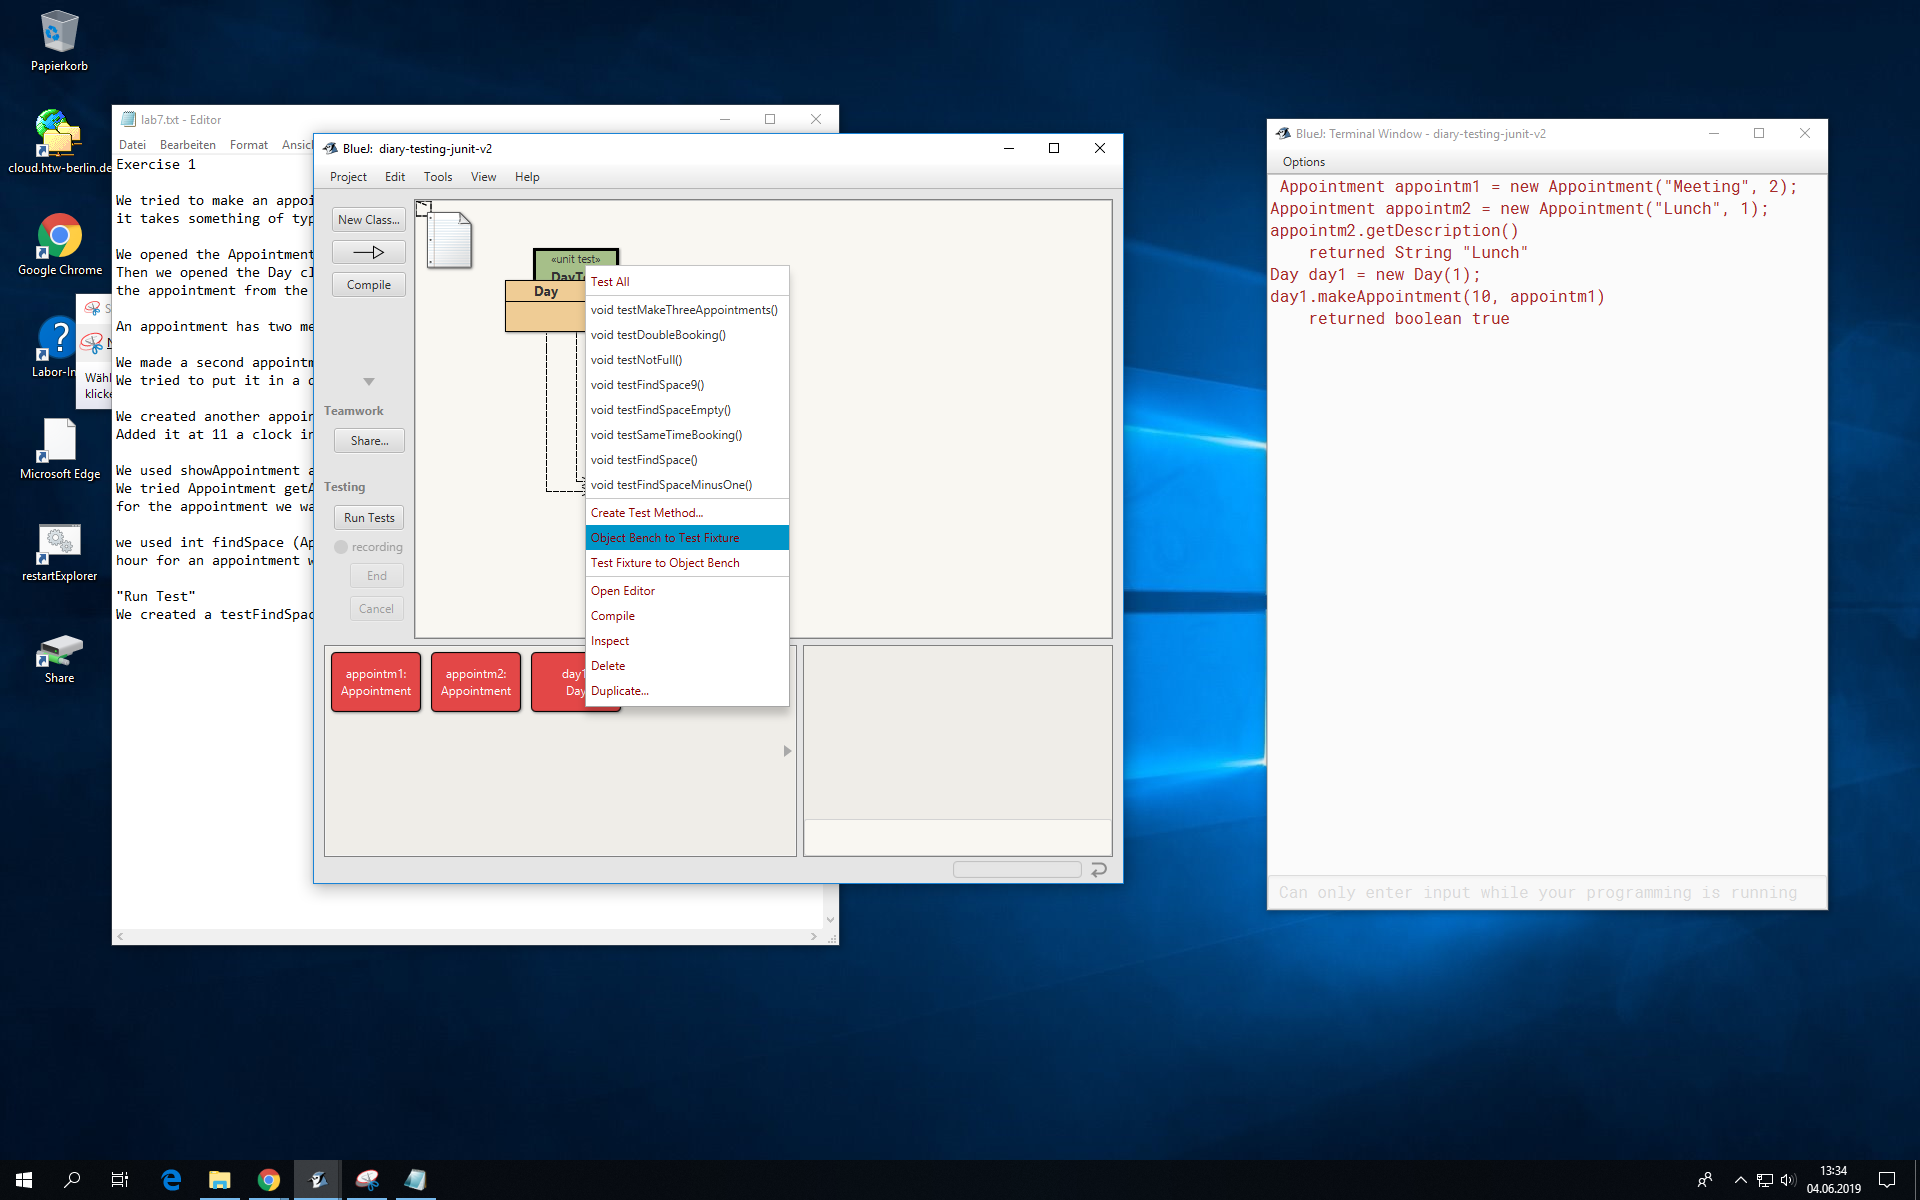 Papierkorb
cloud.htw-berlin.de
Google Chrome
Labor-In
Microsoft Edge
restartExplorer
Share
S
N
Wähl
klicke
lab7.txt - Editor
Datei Bearbeiten Format Ansic
Exercise 1
We tried to make an appoi
it takes something of typ
We opened the Appointment
Then we opened the Day cl
the appointment from the
An appointment has two me
We made a second appointm
We tried to put it in a d
We created another appoin
Added it at 11 a clock in
We used showAppointment a
We tried Appointment getA
for the appointment we wa
we used int findSpace (Ap
hour for an appointment w
"Run Test"
We created a testFindSpac
BlueJ: diary-testing-junit-v2
Project Edit Tools View Help
New Class...
Compile
Teamwork
Share...
Testing
Run Tests
recording
End
Cancel
«unit test»
DayTe
Day
Test All
void testMakeThreeAppointments()
void testDoubleBooking()
void testNotFull()
void testFindSpace9()
void testFindSpaceEmpty()
void testSameTimeBooking()
void testFindSpace()
void testFindSpaceMinusOne()
Create Test Method...
Object Bench to Test Fixture
Test Fixture to Object Bench
Open Editor
Compile
Inspect
Delete
Duplicate...
appointm1:
Appointment
appointm2:
Appointment
day1
Day
BlueJ: Terminal Window - diary-testing-junit-v2
Options
Appointment appointm1 = new Appointment("Meeting", 2);
Appointment appointm2 = new Appointment("Lunch", 1);
appointm2.getDescription()
returned String "Lunch"
Day day1 = new Day(1);
day1.makeAppointment(10, appointm1)
returned boolean true
Can only enter input while your programming is running
13:34
04.06.2019